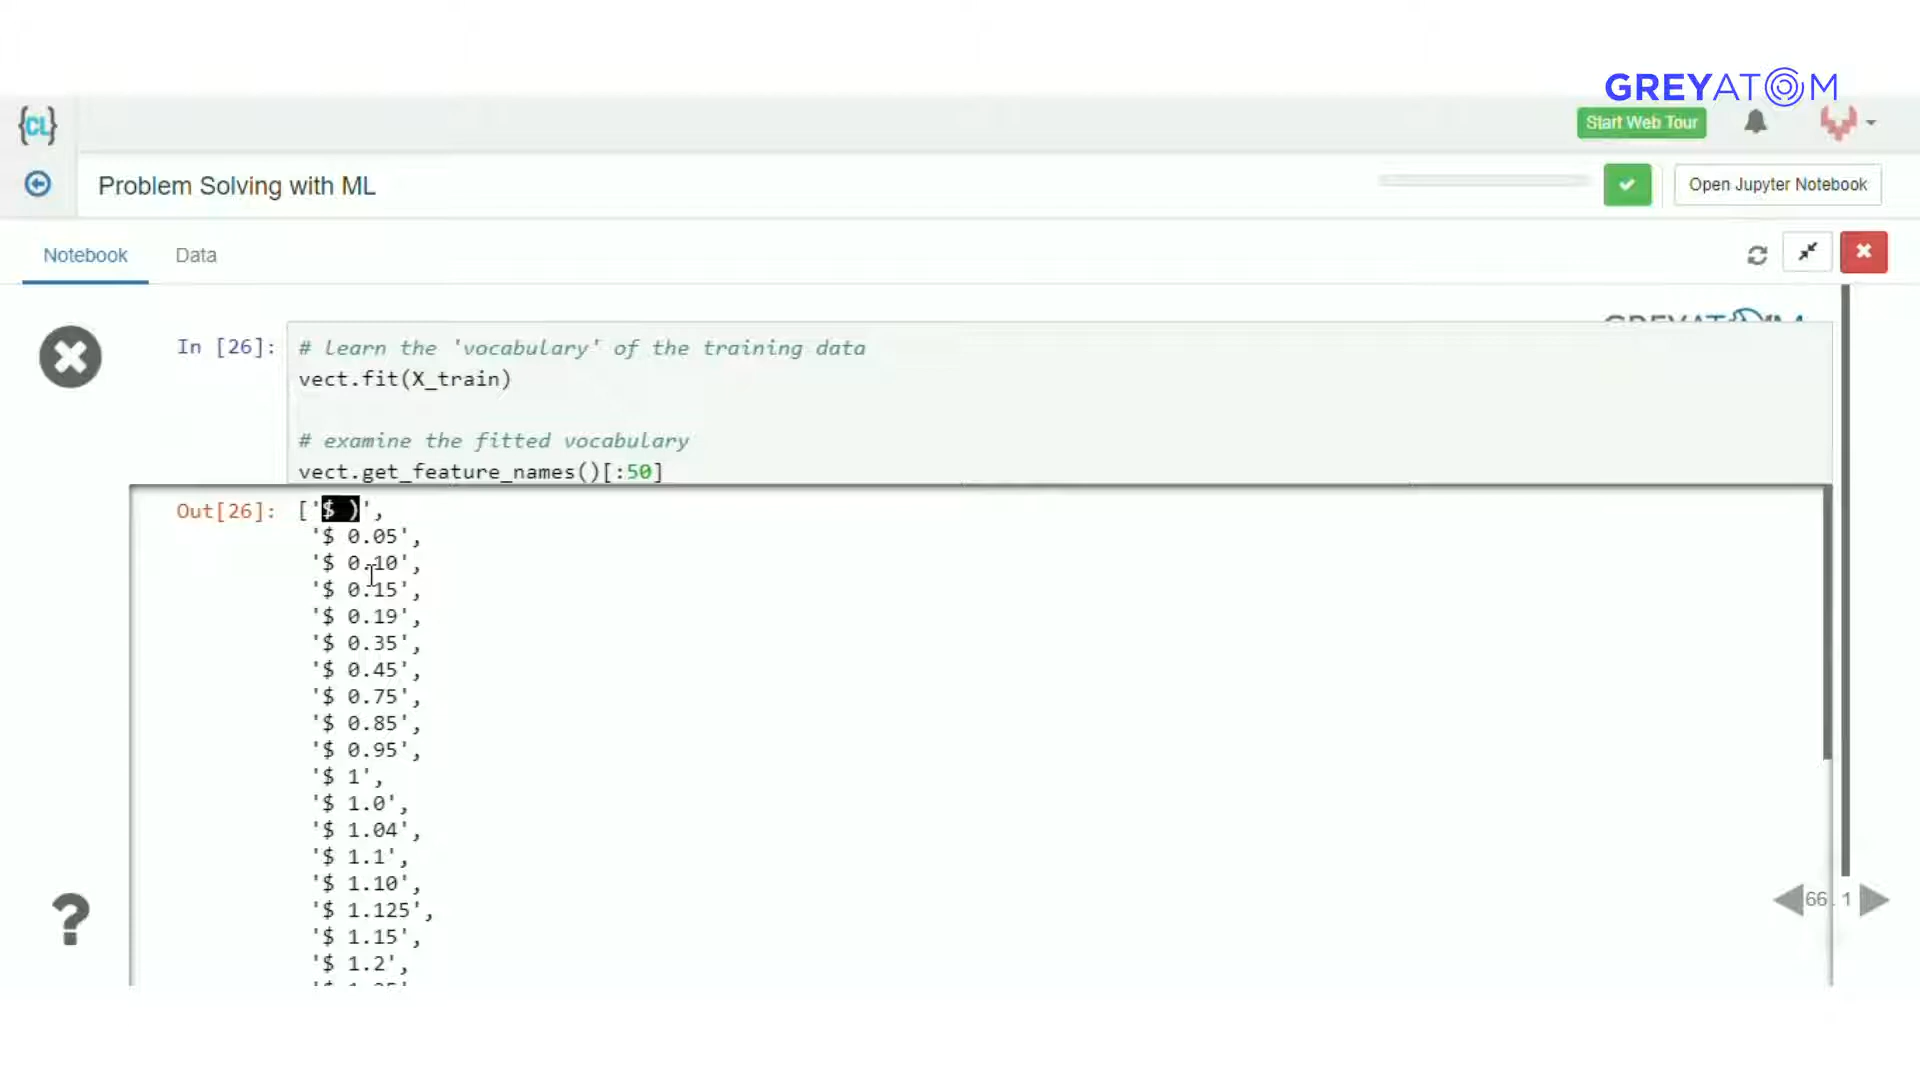 GREYATOM
{CL}
Start Web Tour
Problem Solving with ML
Open Jupyter Notebook
Notebook
Data
In [26]:
# learn the 'vocabulary' of the training data
vect.fit(X_train)
# examine the fitted vocabulary
vect.get_feature_names()[:50]
Out[26]:
['$ )',
'$ 0.05',
'$ 0.10',
'$ 0.15',
'$ 0.19',
'$ 0.35',
'$ 0.45',
'$ 0.75',
'$ 0.85',
'$ 0.95',
'$ 1',
'$ 1.0',
'$ 1.04',
'$ 1.1',
'$ 1.10',
'$ 1.125',
'$ 1.15',
'$ 1.2',
?
66.1